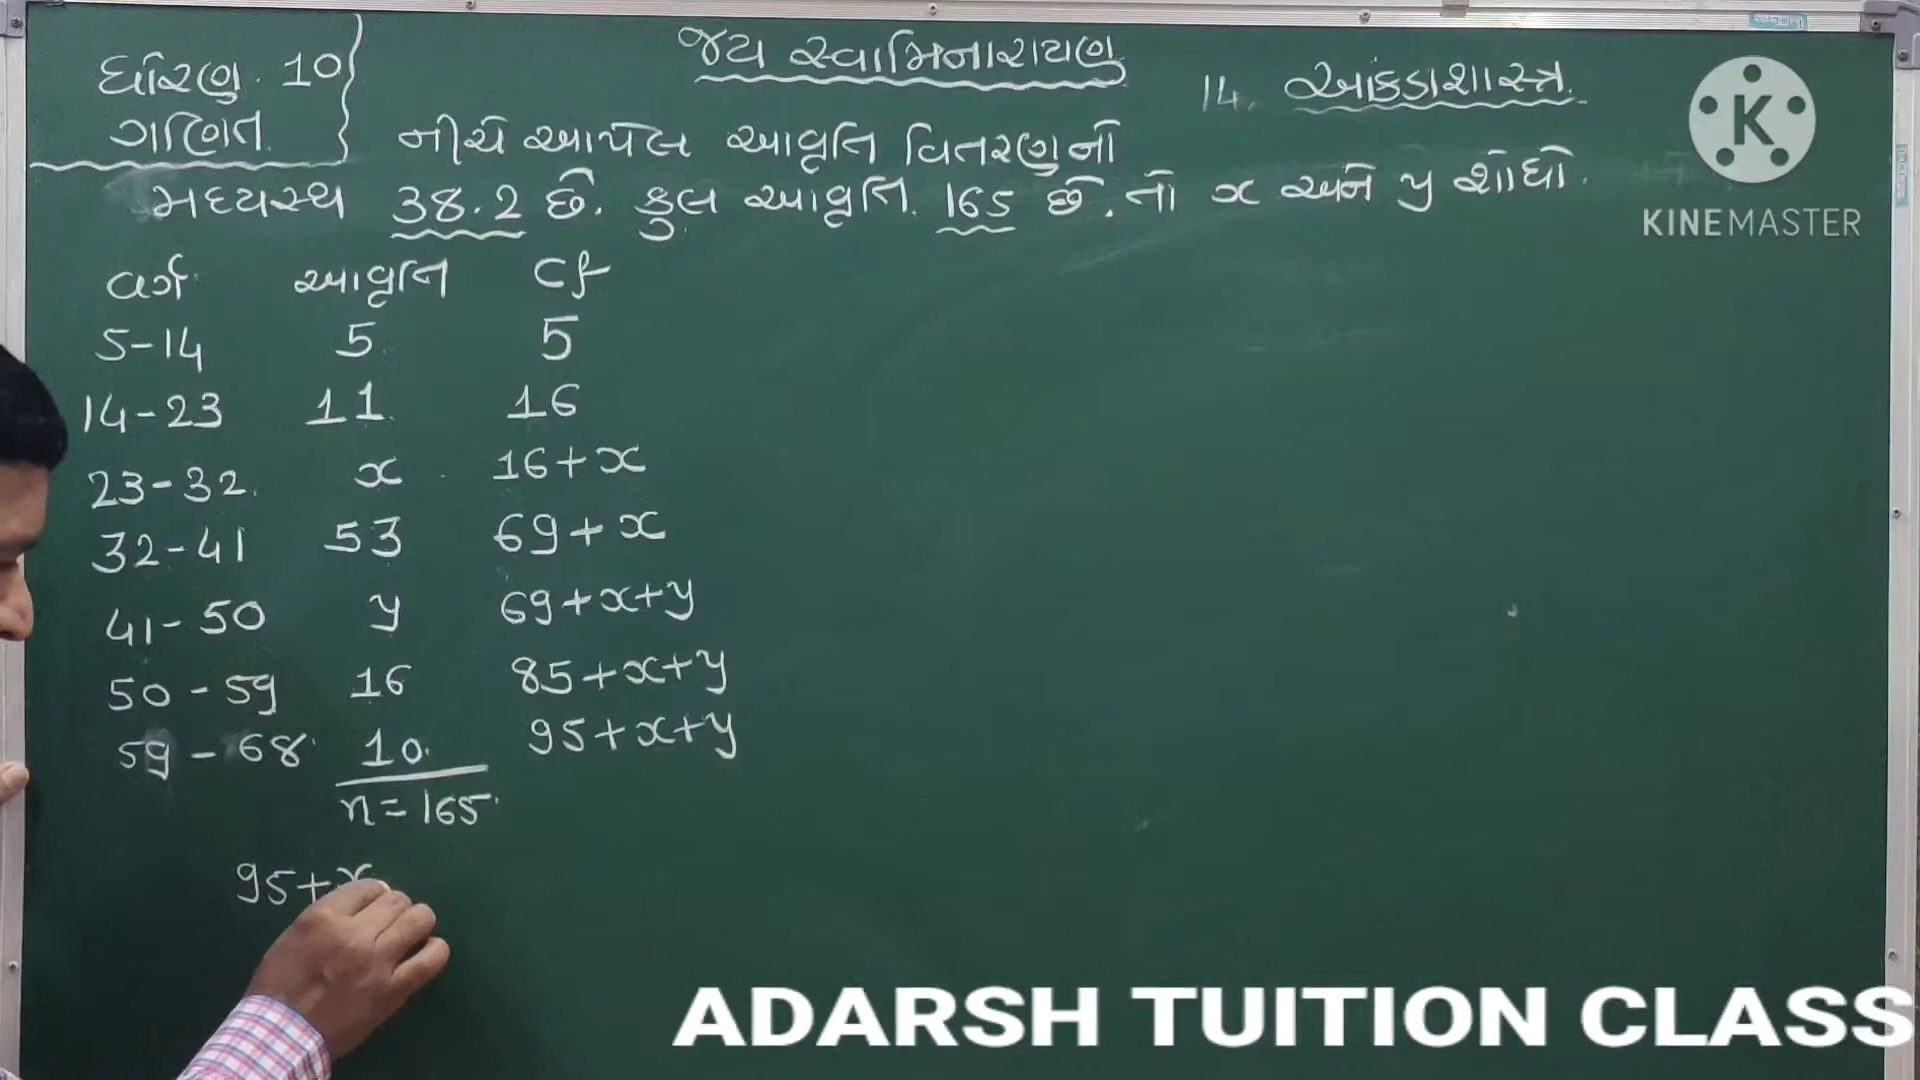 ધોરણ. 10
ગણિત.
જય સ્વામિનારાયણ
14. આંકડાશાસ્ત્ર.
K
KINEMASTER
નીચે આપેલ આવૃતિ વિતરણનો
મધ્યસ્થ 38.2 છે. કુલ આવૃતિ. 165 છે. તો x અને y શોધો.
વર્ગ આવૃતિ cf
5-14 5 5
14-23 11 16
23-32 x 16+x
32-41 53 69+x
41-50 y 69+x+y
50-59 16 85+x+y
59-68 10 95+x+y
n=165
95+x
ADARSH TUITION CLASS